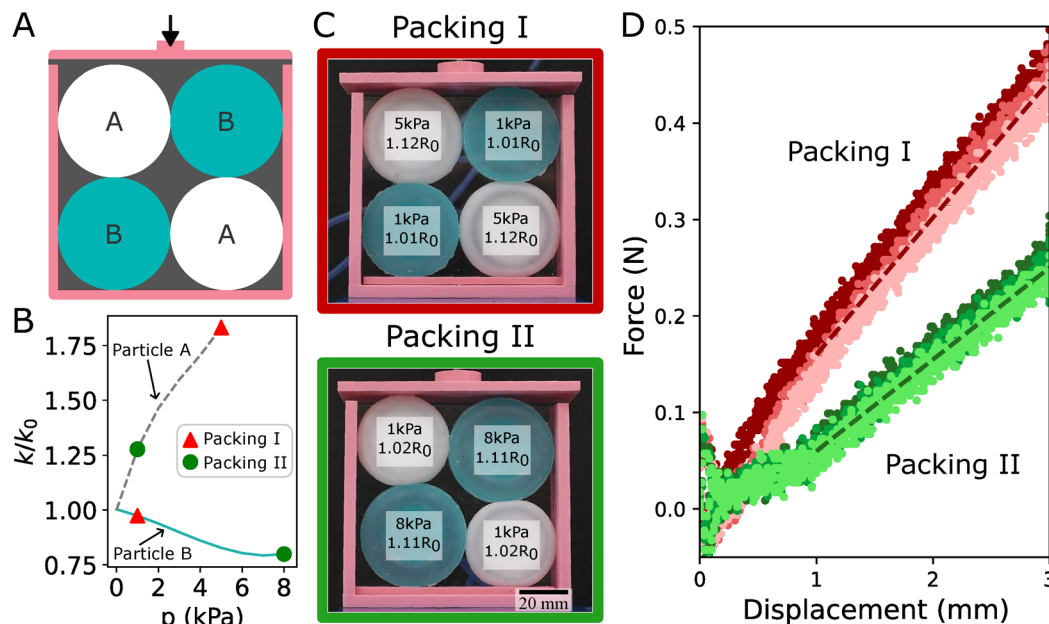 A
A
B
B
A
B
k/k0
1.75
1.50
1.25
1.00
0.75
Particle A
Packing I
Packing II
Particle B
0 2 4 6 8
p (kPa)
C
Packing I
5kPa
1.12R0
1kPa
1.01R0
1kPa
1.01R0
5kPa
1.12R0
Packing II
1kPa
1.02R0
8kPa
1.11R0
8kPa
1.11R0
1kPa
1.02R0
20 mm
D
Force (N)
0.5
0.4
0.3
0.2
0.1
0.0
Packing I
Packing II
0 1 2 3
Displacement (mm)